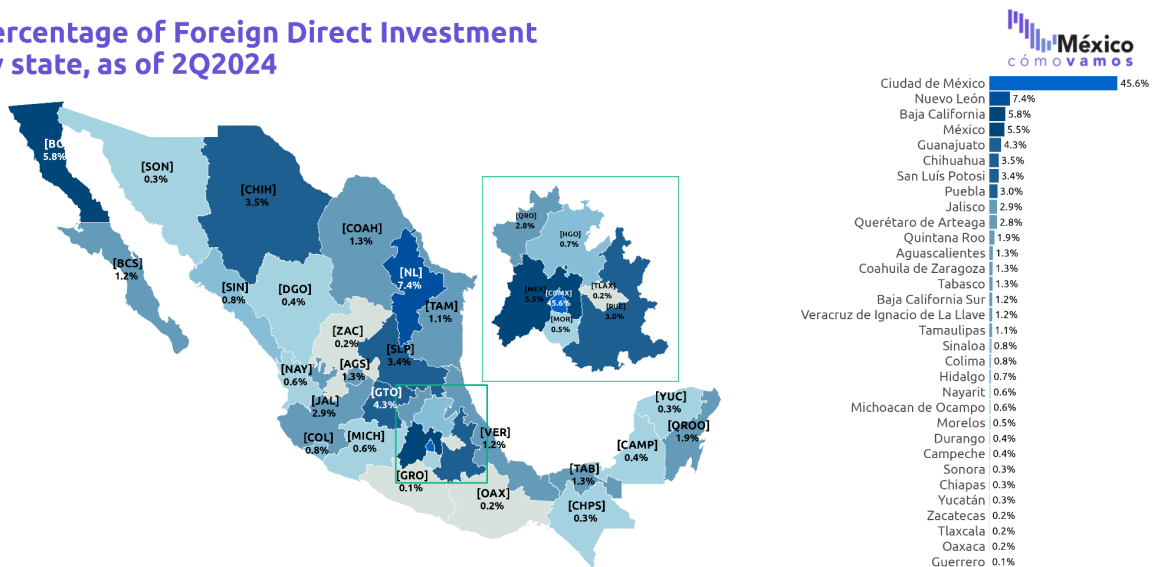 ercentage of Foreign Direct Investment
state, as of 2Q2024
México
cómovamos
[BC
5.8%
[SON]
0.3%
[CHIH]
3.5%
[COAH]
1.3%
[NL]
7.4%
[BCS]
1.2%
[SIN]
0.8%
[DGO]
0.4%
[TAM]
1.1%
[ZAC]
0.2%
[SLP]
3.4%
[NAY]
0.6%
[AGS]
1.3%
[JAL]
2.9%
[GTO]
4.3%
[COL]
0.8%
[MICH]
0.6%
[VER]
1.2%
[GRO]
0.1%
[OAX]
0.2%
[TAB]
1.3%
[CHPS]
0.3%
[CAMP]
0.4%
[YUC]
0.3%
[QROO]
1.9%
[QRO]
2.8%
[HGO]
0.7%
[MEX]
5.5%
[CDMX]
45.6%
[TLAX]
0.2%
[PUE]
3.0%
[MOR]
0.5%
Ciudad de México 45.6%
Nuevo León 7.4%
Baja California 5.8%
México 5.5%
Guanajuato 4.3%
Chihuahua 3.5%
San Luís Potosi 3.4%
Puebla 3.0%
Jalisco 2.9%
Querétaro de Arteaga 2.8%
Quintana Roo 1.9%
Aguascalientes 1.3%
Coahuila de Zaragoza 1.3%
Tabasco 1.3%
Baja California Sur 1.2%
Veracruz de Ignacio de La Llave 1.2%
Tamaulipas 1.1%
Sinaloa 0.8%
Colima 0.8%
Hidalgo 0.7%
Nayarit 0.6%
Michoacan de Ocampo 0.6%
Morelos 0.5%
Durango 0.4%
Campeche 0.4%
Sonora 0.3%
Chiapas 0.3%
Yucatán 0.3%
Zacatecas 0.2%
Tlaxcala 0.2%
Oaxaca 0.2%
Guerrero 0.1%